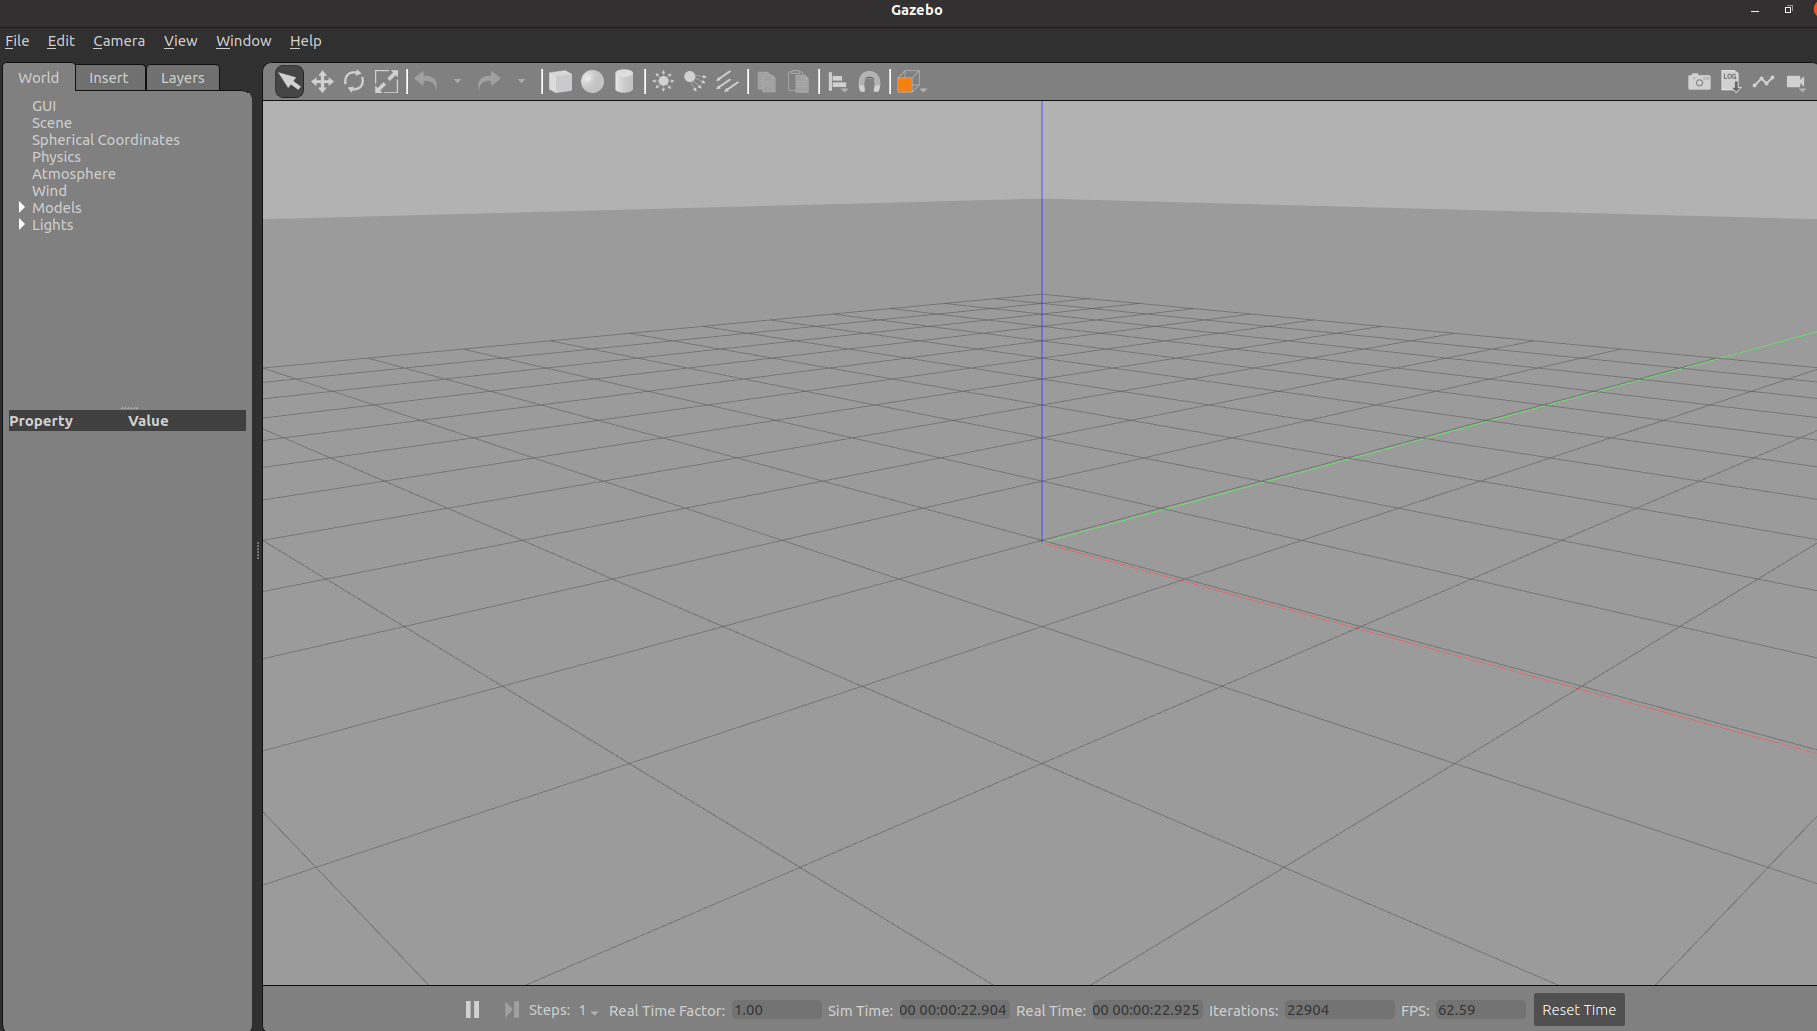 Gazebo
File Edit Camera View Window Help
World Insert Layers
LOG
GUI
Scene
Spherical Coordinates
Physics
Atmosphere
Wind
Models
Lights
Property Value
Steps: 1 Real Time Factor: 1.00 Sim Time: 00 00:00:22.904 Real Time: 00 00:00:22.925 Iterations: 22904 FPS: 62.59 Reset Time